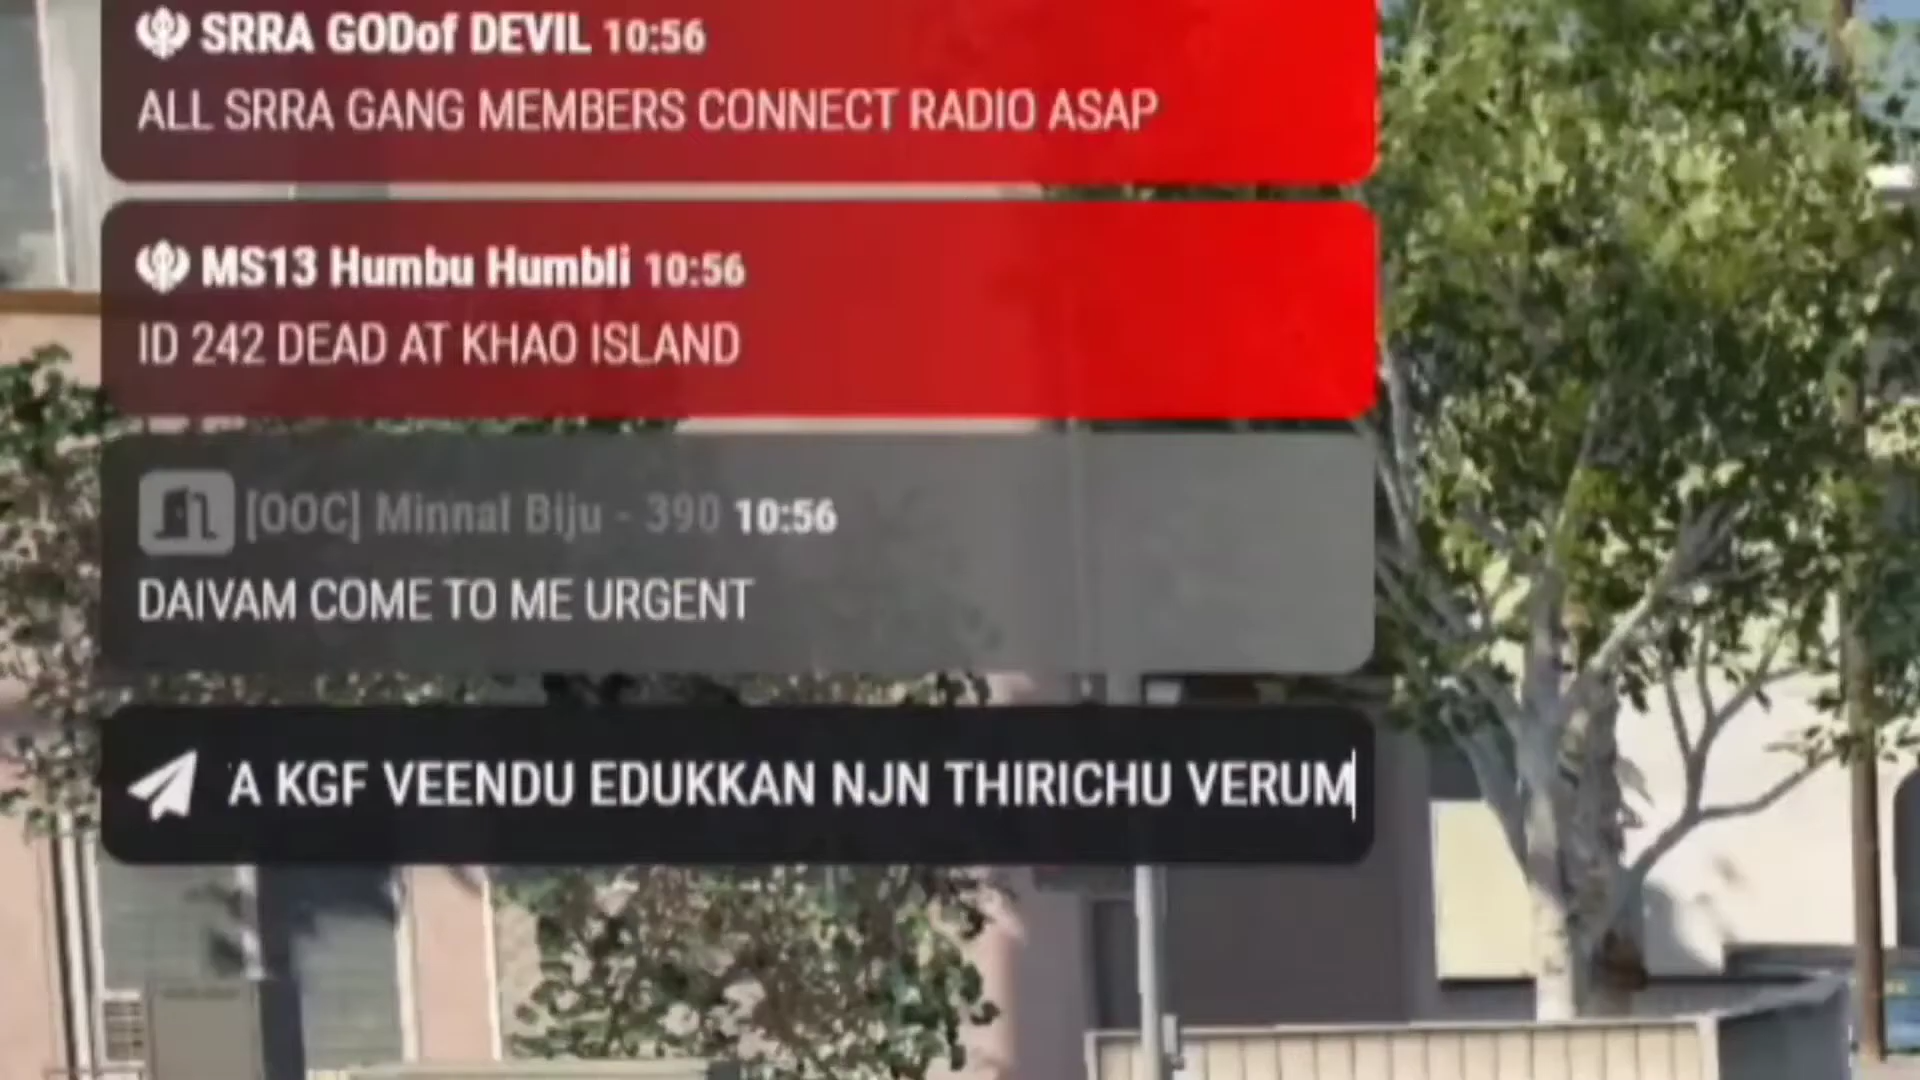 SRRA GODof DEVIL 10:56
ALL SRRA GANG MEMBERS CONNECT RADIO ASAP
MS13 Humbu Humbli 10:56
ID 242 DEAD AT KHAO ISLAND
[OOC] Minnal Biju - 390 10:56
DAIVAM COME TO ME URGENT
A KGF VEENDU EDUKKAN NJN THIRICHU VERUM